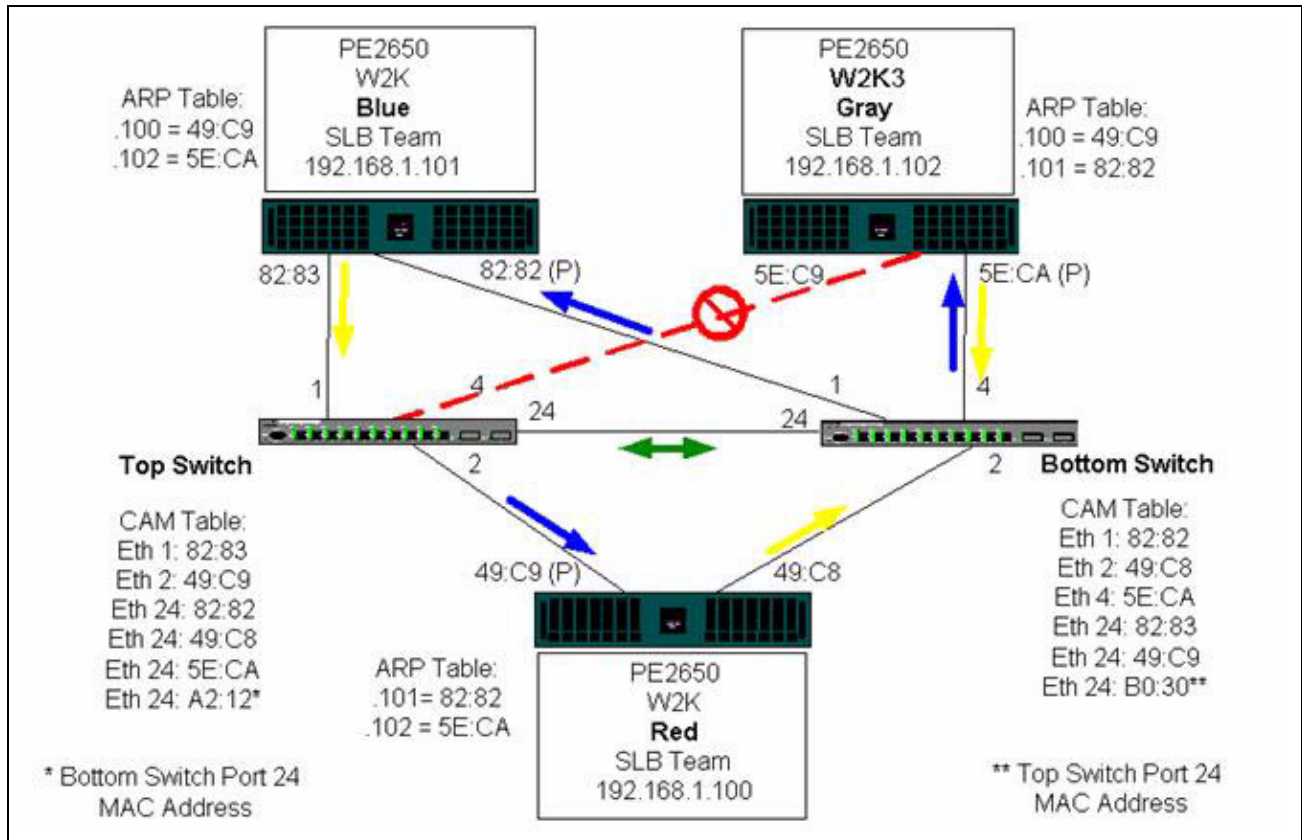 PE2650
W2K
Blue
SLB Team
192.168.1.101
ARP Table:
.100 = 49:C9
.102 = 5E:CA
PE2650
W2K3
Gray
SLB Team
192.168.1.102
ARP Table:
.100 = 49:C9
.101 = 82:82
82:83
82:82 (P)
5E:C9
5E:CA (P)
1
4
24
2
24
1
4
2
Top Switch
Bottom Switch
CAM Table:
Eth 1: 82:83
Eth 2: 49:C9
Eth 24: 82:82
Eth 24: 49:C8
Eth 24: 5E:CA
Eth 24: A2:12*
CAM Table:
Eth 1: 82:82
Eth 2: 49:C8
Eth 4: 5E:CA
Eth 24: 82:83
Eth 24: 49:C9
Eth 24: B0:30**
49:C9 (P)
49:C8
ARP Table:
.101= 82:82
.102 = 5E:CA
PE2650
W2K
Red
SLB Team
192.168.1.100
* Bottom Switch Port 24
MAC Address
** Top Switch Port 24
MAC Address